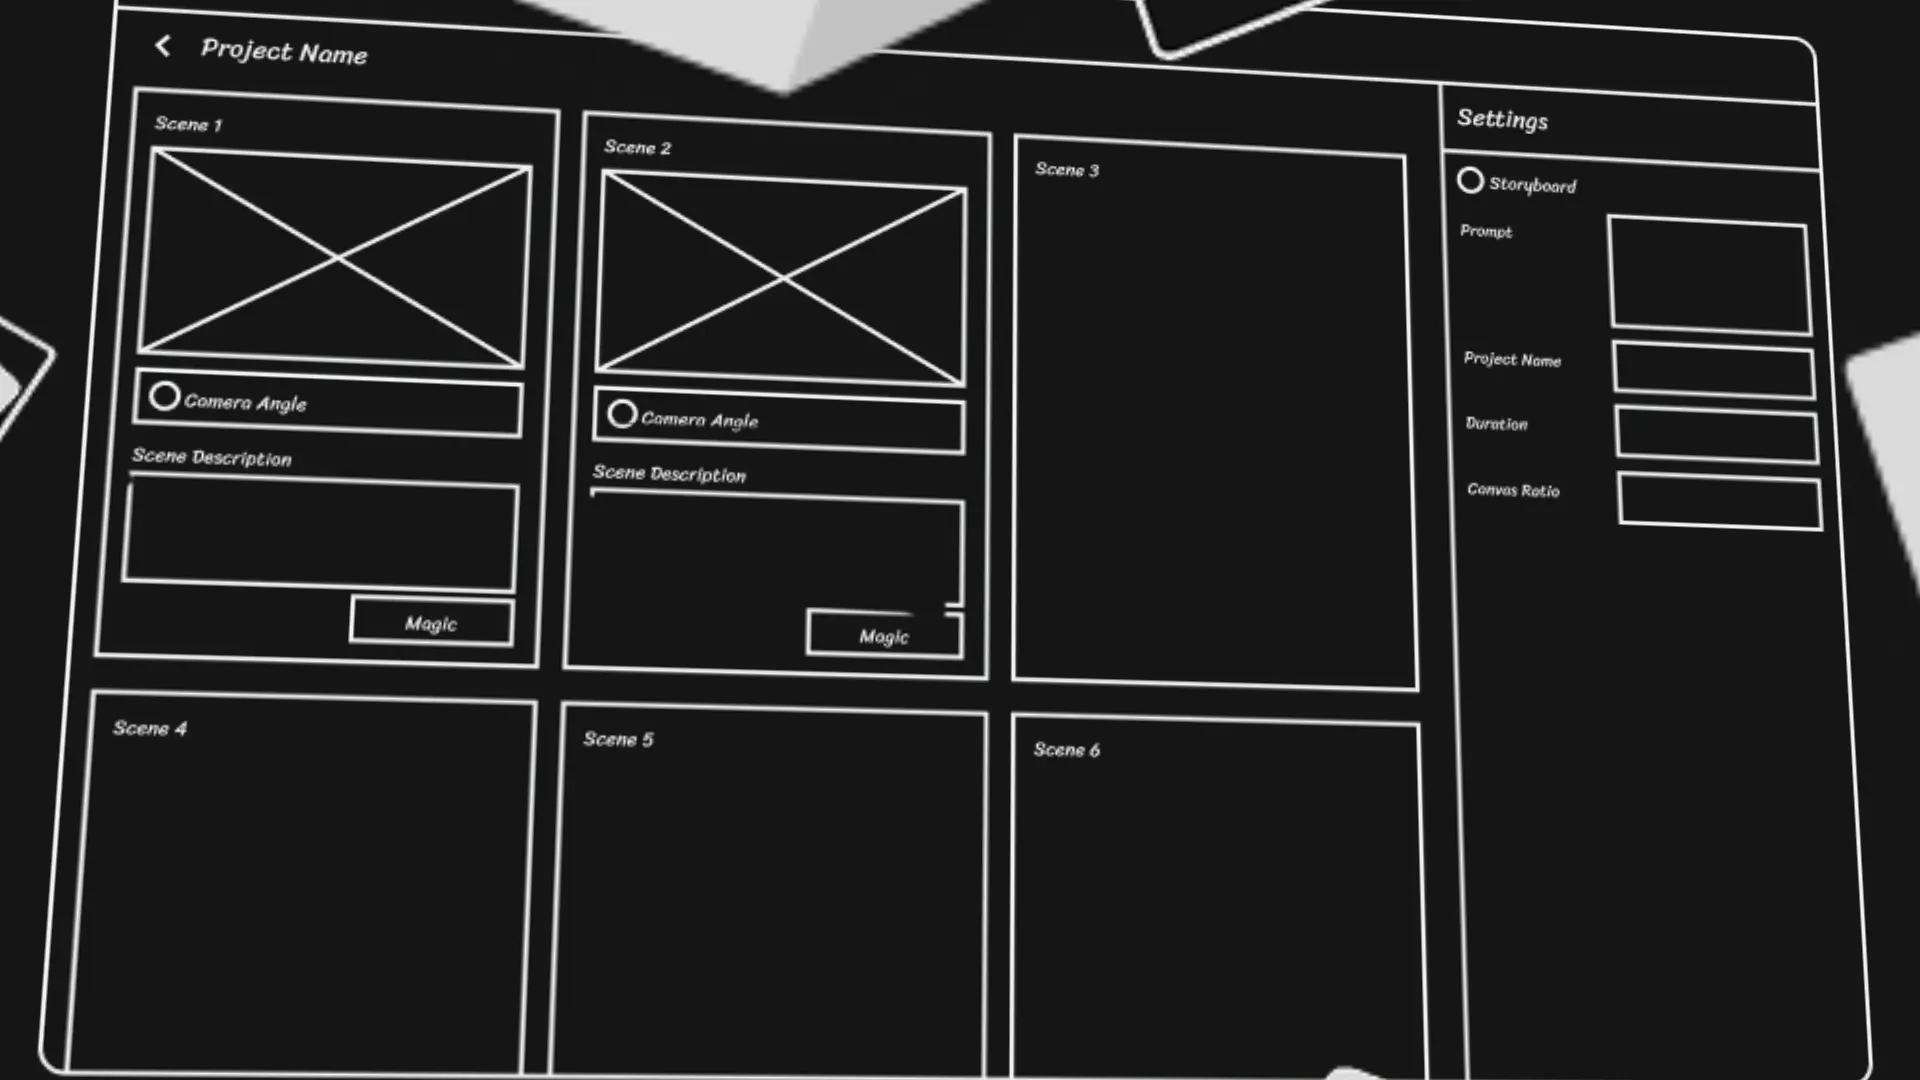 Project Name
Scene 1
Camera Angle
Scene Description
Magic
Scene 2
Camera Angle
Scene Description
Magic
Scene 3
Scene 4
Scene 5
Scene 6
Settings
Storyboard
Prompt
Project Name
Duration
Canvas Ratio